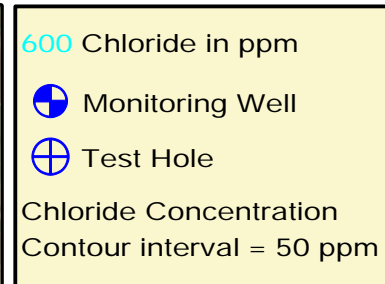 600 Chloride in ppm
Monitoring Well
Test Hole
Chloride Concentration
Contour interval = 50 ppm